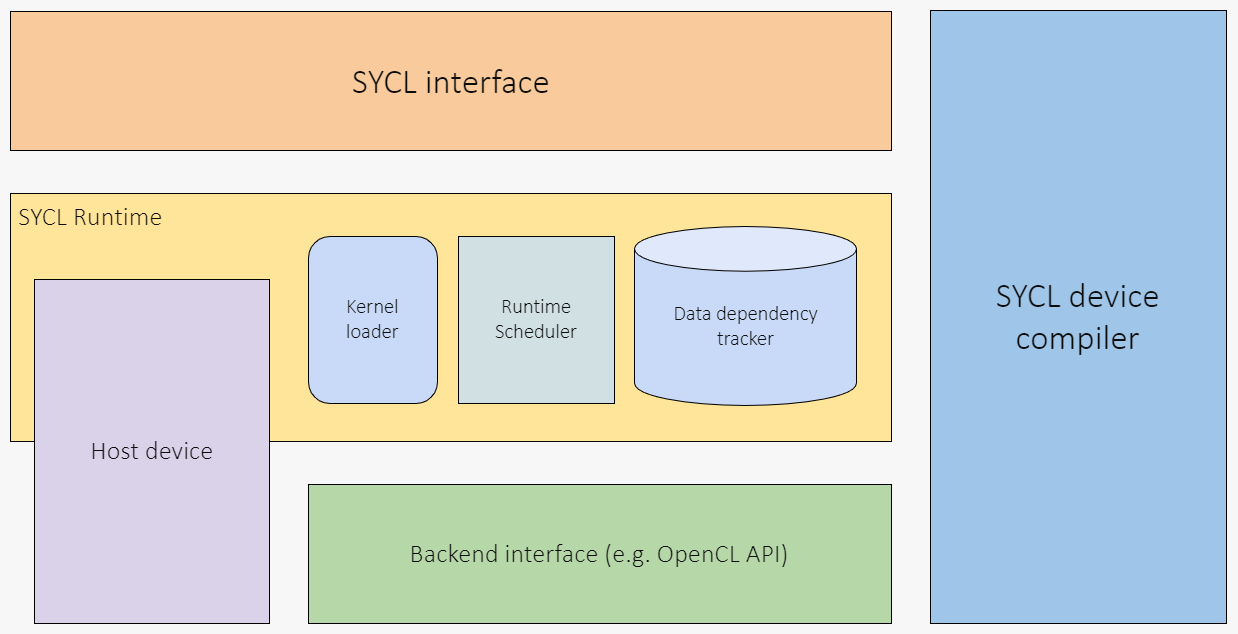 SYCL interface
SYCL Runtime
Kernel
loader
Runtime
Scheduler
Data dependency
tracker
Host device
Backend interface (e.g. OpenCL API)
SYCL device
compiler